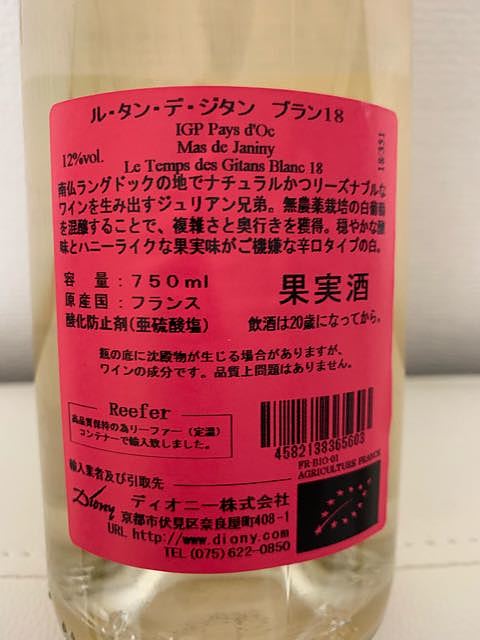 ル・タン・デ・ジタン ブラン18
IGP Pays d'Oc
Mas de Janiny
12%vol.
Le Temps des Gitans Blanc 18
18381
南仏ラングドックの地でナチュラルかつリーズナブルな
ワインを生み出すジュリアン兄弟。無農薬栽培の白葡萄
を混醸することで、複雑さと奥行きを獲得。穏やかな酸
味とハニーライクな果実味がご機嫌な辛口タイプの白。
容 量:750ml
原産国:フランス
酸化防止剤(亜硫酸塩)
果実酒
飲酒は20歳になってから。
瓶の底に沈殿物が生じる場合がありますが、
ワインの成分です。品質上問題はありません。
Reefer
高品質保持の為リーファー(定温)
コンテナーで輸入致しました。
4582138365603
FR-BIO-01
AGRICULTURE FRANCE
輸入業者及び引取先
Diony ディオニー株式会社
京都市伏見区奈良屋町408-1
URL http://www.diony.com
TEL (075)622-0850